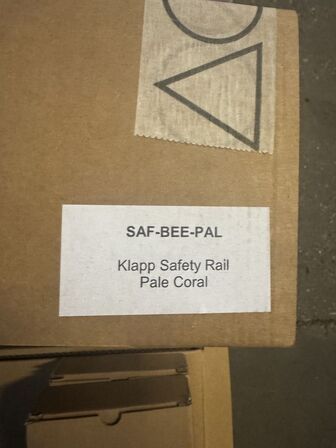 SAF-BEE-PAL
Klapp Safety Rail
Pale Coral